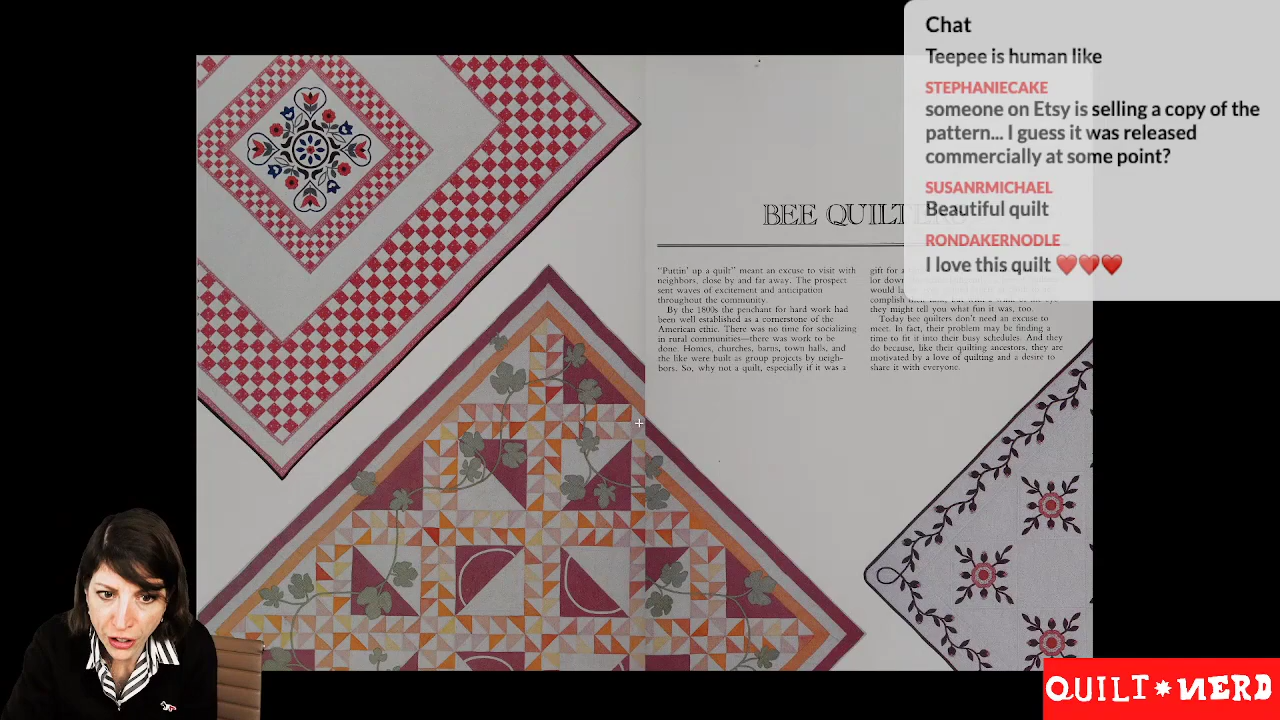 Chat
Teepee is human like
STEPHANIECAKE
someone on Etsy is selling a copy of the
pattern... I guess it was released
commercially at some point?
SUSANRMICHAEL
Beautiful quilt
RONDAKERNODLE
I love this quilt ❤️❤️❤️
BEE QUILTERS
"Puttin' up a quilt" meant an excuse to visit with
neighbors, close by and far away. The prospect
sent waves of excitement and anticipation
throughout the community.
By the 1800s the penchant for hard work had
been well established as a cornerstone of the
American ethic. There was no time for socializing
in rural communities—there was work to be
done. Homes, churches, barns, town halls, and
the like were built as group projects by neigh-
bors. So, why not a quilt, especially if it was a
gift for a
lor down
would la
complish
they might tell you what fun it was, too.
Today bee quilters don't need an excuse to
meet. In fact, their problem may be finding a
time to fit it into their busy schedules. And they
do because, like their quilting ancestors, they are
motivated by a love of quilting and a desire to
share it with everyone.
QUILT✷NERD